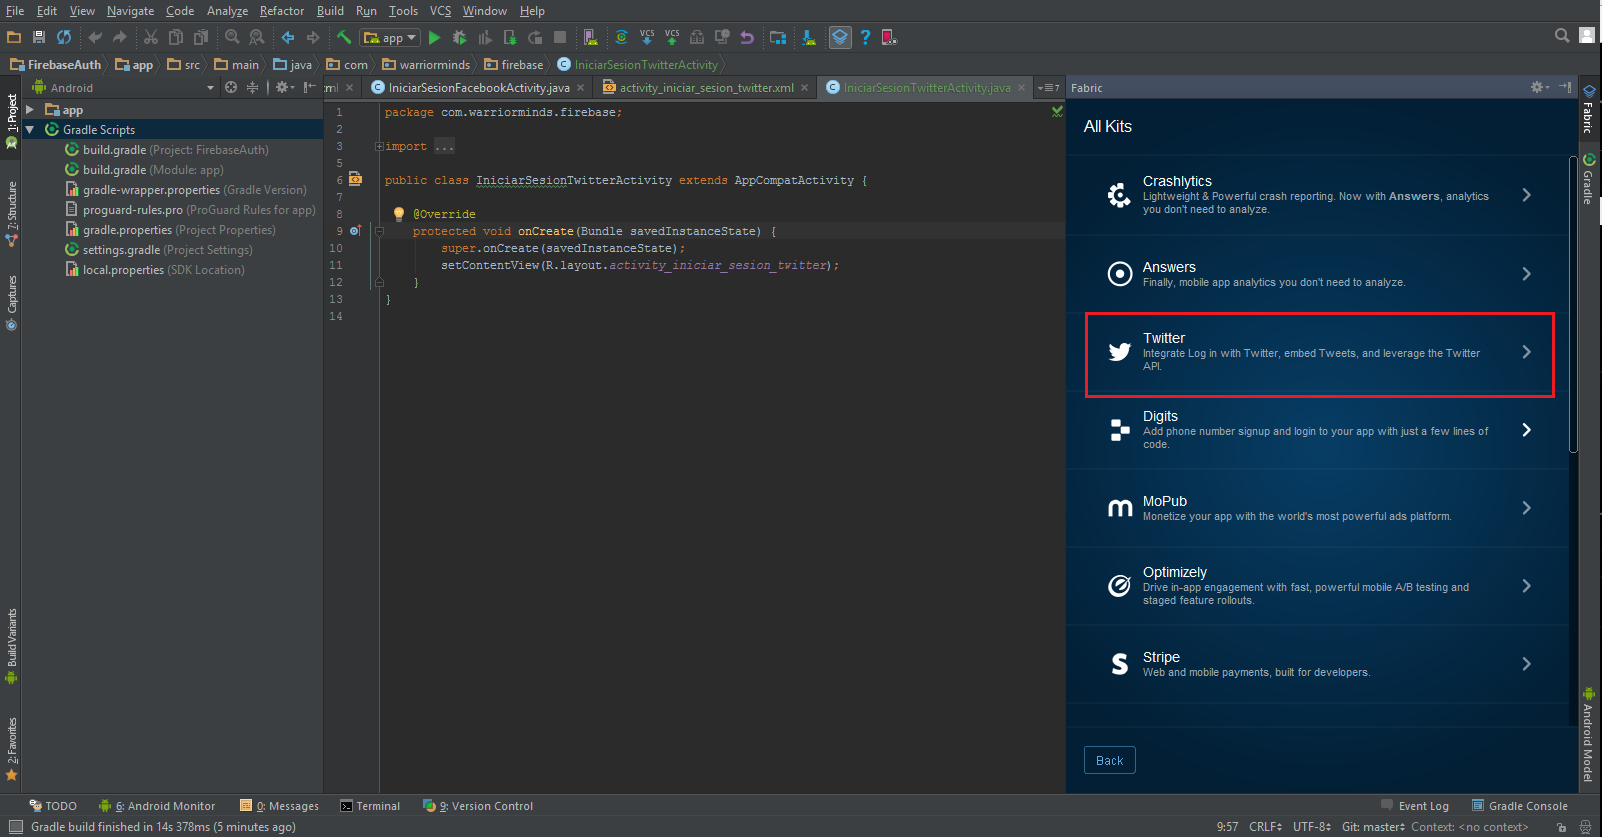 File Edit View Navigate Code Analyze Refactor Build Run Tools VCS Window Help
app VCS VCS
FirebaseAuth app src main java com warriorminds firebase IniciarSesionTwitterActivity
Android
ml IniciarSesionFacebookActivity.java activity_iniciar_sesion_twitter.xml IniciarSesionTwitterActivity.java 7
1: Project
7: Structure
Captures
Build Variants
2: Favorites
app
Gradle Scripts
build.gradle (Project: FirebaseAuth)
build.gradle (Module: app)
gradle-wrapper.properties (Gradle Version)
proguard-rules.pro (ProGuard Rules for app)
gradle.properties (Project Properties)
settings.gradle (Project Settings)
local.properties (SDK Location)
1 package com.warriorminds.firebase;
2
3 import ...
5
6 public class IniciarSesionTwitterActivity extends AppCompatActivity {
7
8 @Override
9 protected void onCreate(Bundle savedInstanceState) {
10 super.onCreate(savedInstanceState);
11 setContentView(R.layout.activity_iniciar_sesion_twitter);
12 }
13 }
14
Fabric
All Kits
Crashlytics
Lightweight & Powerful crash reporting. Now with Answers, analytics
you don't need to analyze.
Answers
Finally, mobile app analytics you don't need to analyze.
Twitter
Integrate Log in with Twitter, embed Tweets, and leverage the Twitter
API.
Digits
Add phone number signup and login to your app with just a few lines of
code.
MoPub
Monetize your app with the world's most powerful ads platform.
Optimizely
Drive in-app engagement with fast, powerful mobile A/B testing and
staged feature rollouts.
Stripe
Web and mobile payments, built for developers.
Back
Fabric
Gradle
Android Model
TODO 6: Android Monitor 0: Messages Terminal 9: Version Control Event Log Gradle Console
Gradle build finished in 14s 378ms (5 minutes ago) 9:57 CRLF UTF-8 Git: master Context: <no context>